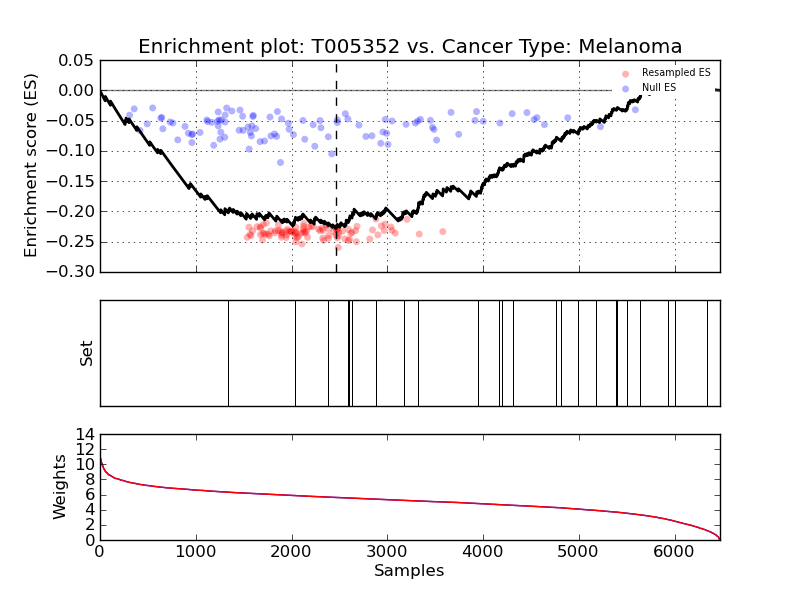 Enrichment plot: T005352 vs. Cancer Type: Melanoma
Enrichment score (ES)
0.05
0.00
−0.05
−0.10
−0.15
−0.20
−0.25
−0.30
Resampled ES
Null ES
Set
Weights
14
12
10
8
6
4
2
0
0 1000 2000 3000 4000 5000 6000
Samples